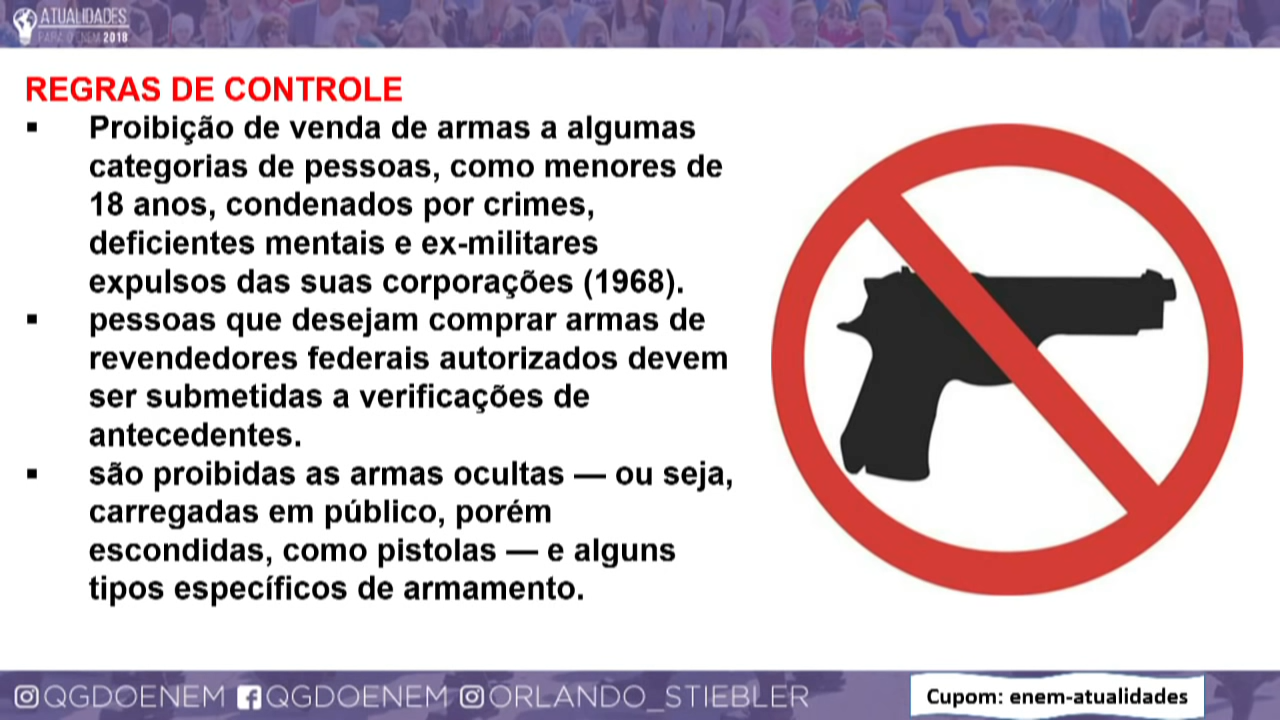 ATUALIDADES
PARA O ENEM 2018
REGRAS DE CONTROLE
▪ Proibição de venda de armas a algumas
categorias de pessoas, como menores de
18 anos, condenados por crimes,
deficientes mentais e ex-militares
expulsos das suas corporações (1968).
▪ pessoas que desejam comprar armas de
revendedores federais autorizados devem
ser submetidas a verificações de
antecedentes.
▪ são proibidas as armas ocultas — ou seja,
carregadas em público, porém
escondidas, como pistolas — e alguns
tipos específicos de armamento.
QGDOENEM QGDOENEM ORLANDO_STIEBLER
Cupom: enem-atualidades